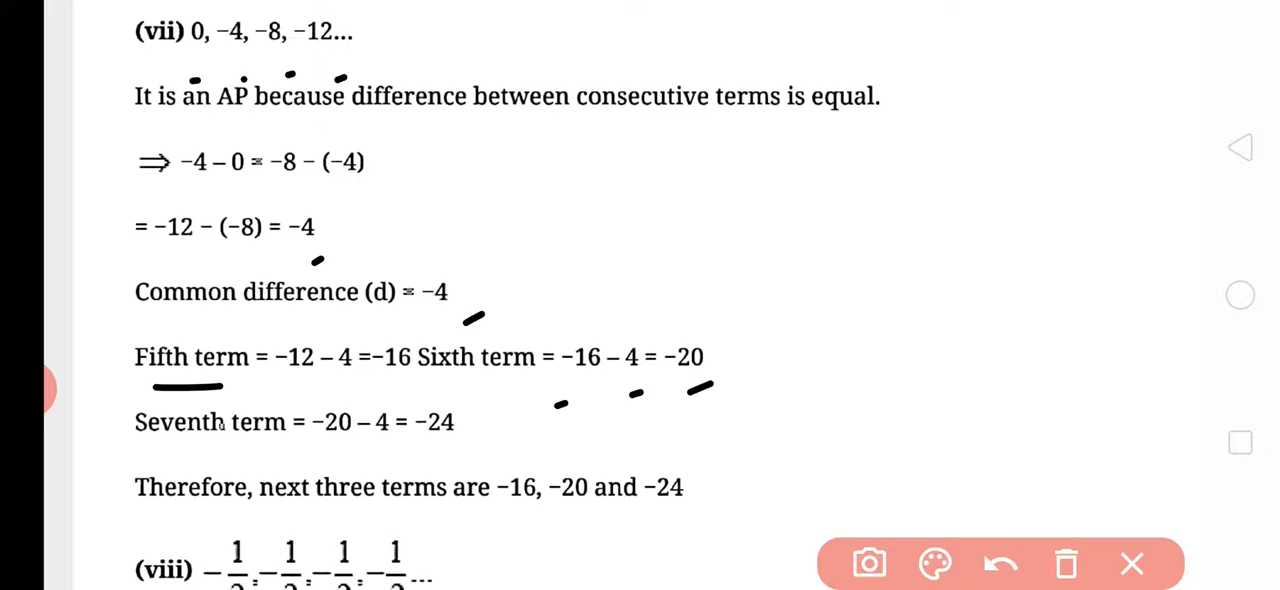 (vii) 0, −4, −8, −12...
It is an AP because difference between consecutive terms is equal.
⟹ −4 – 0 = −8 − (−4)
= −12 − (−8) = −4
Common difference (d) = −4
Fifth term = −12 – 4 =−16 Sixth term = −16 – 4 = −20
Seventh term = −20 – 4 = −24
Therefore, next three terms are −16, −20 and −24
(viii)